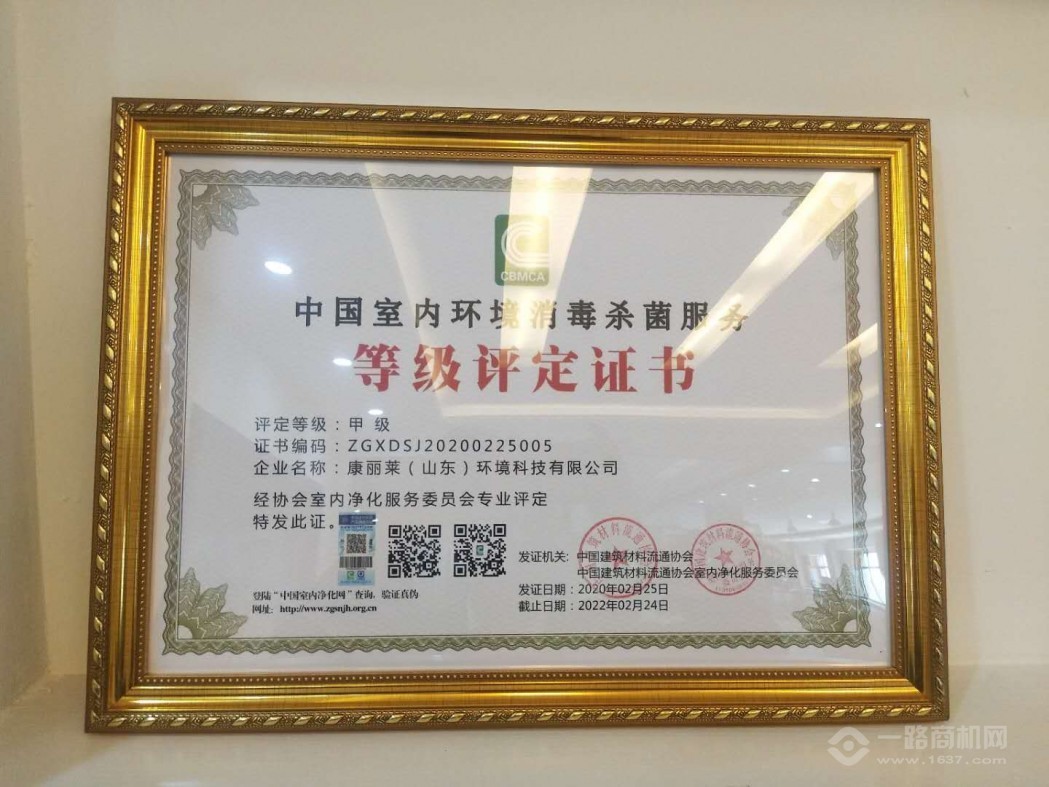 CBMCA
中国室内环境消毒杀菌服务
等级评定证书
评定等级：甲 级
证书编码：ZGXDSJ20200225005
企业名称：康丽莱（山东）环境科技有限公司
经协会室内净化服务委员会专业评定
特发此证。
发证机关：中国建筑材料流通协会
中国建筑材料流通协会室内净化服务委员会
发证日期：2020年02月25日
截止日期：2022年02月24日
登陆“中国室内净化网”查询，验证真伪
网址：http://www.zgsnjh.org.cn
一路商机网
www.1637.com